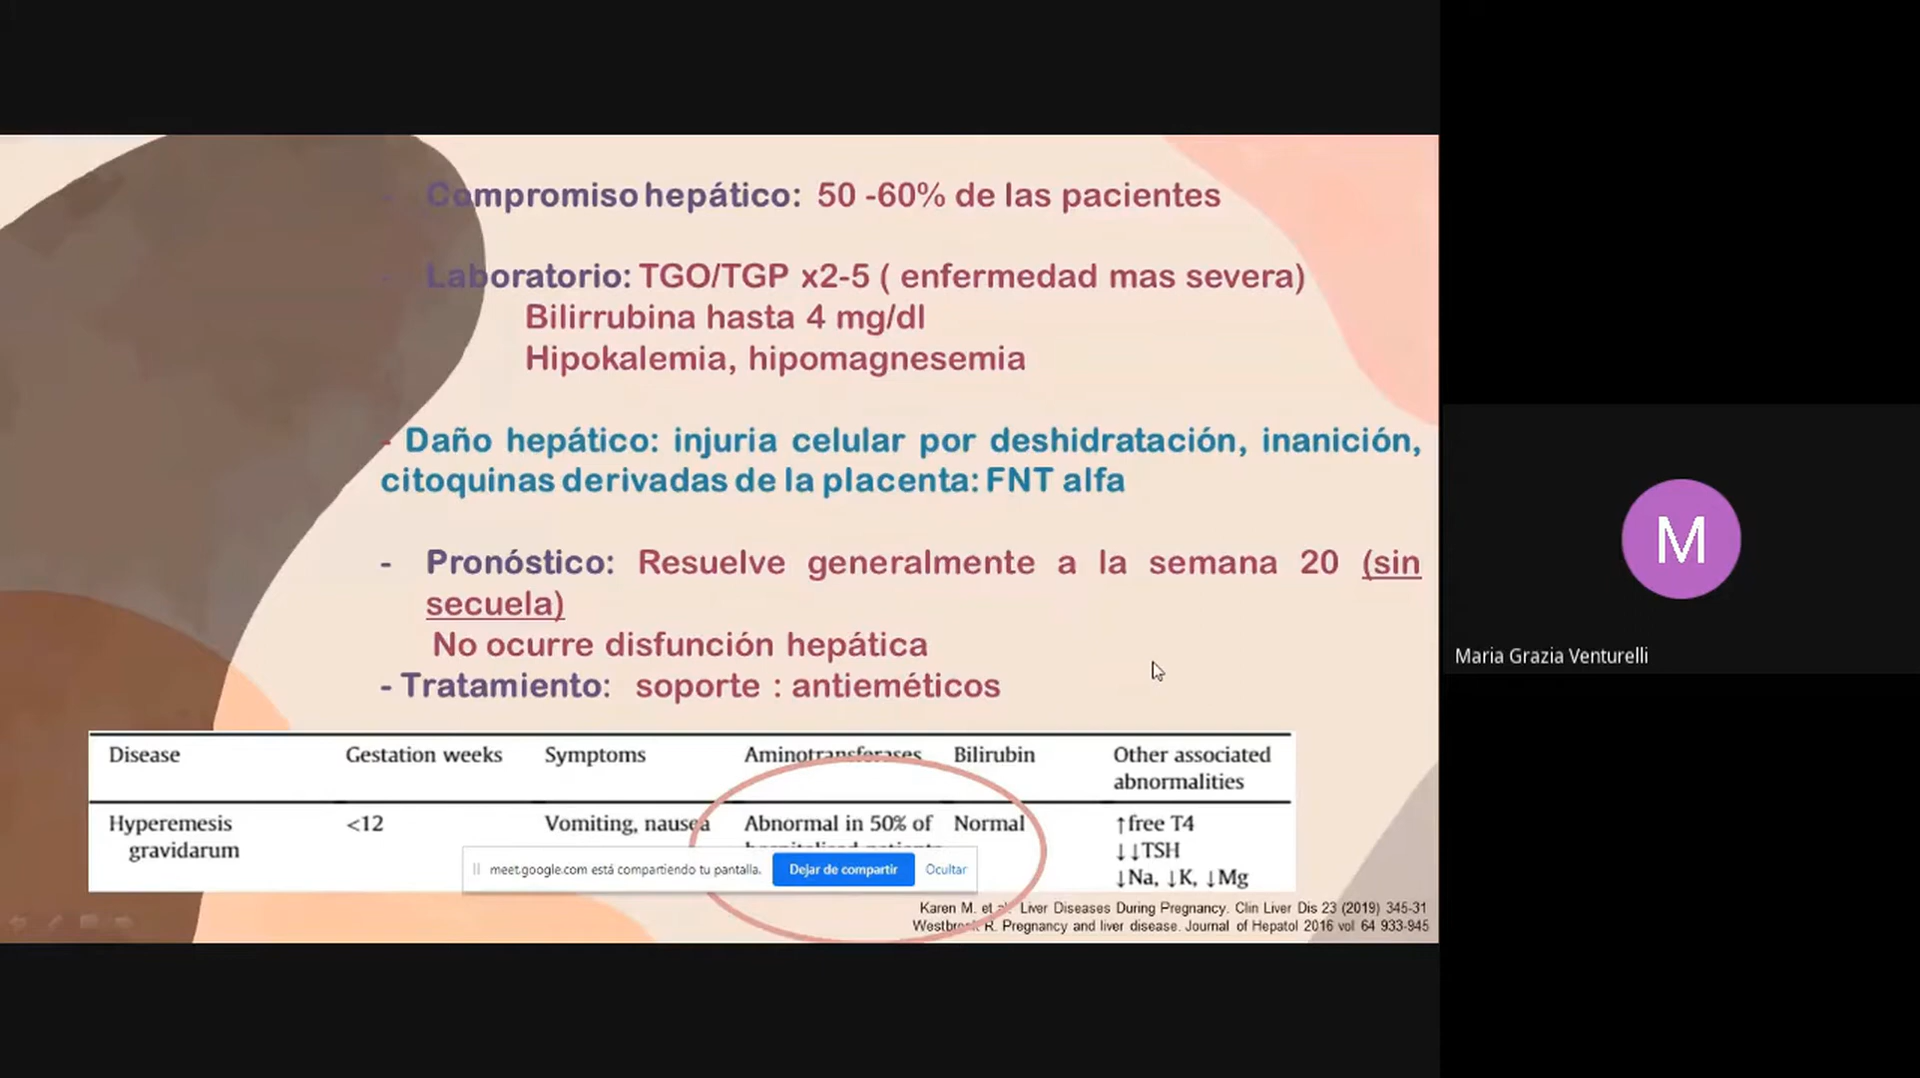 - Compromiso hepático: 50 -60% de las pacientes
- Laboratorio: TGO/TGP x2-5 ( enfermedad mas severa)
Bilirrubina hasta 4 mg/dl
Hipokalemia, hipomagnesemia
- Daño hepático: injuria celular por deshidratación, inanición,
citoquinas derivadas de la placenta: FNT alfa
- Pronóstico: Resuelve generalmente a la semana 20 (sin
secuela)
No ocurre disfunción hepática
- Tratamiento: soporte : antieméticos
Disease Gestation weeks Symptoms Aminotransferases Bilirubin Other associated
abnormalities
Hyperemesis <12 Vomiting, nausea Abnormal in 50% of Normal ↑free T4
gravidarum ↓↓TSH
↓Na, ↓K, ↓Mg
meet.google.com está compartiendo tu pantalla. Dejar de compartir Ocultar
Karen M. et al. Liver Diseases During Pregnancy. Clin Liver Dis 23 (2019) 345-31
Westbrook R. Pregnancy and liver disease. Journal of Hepatol 2016 vol 64 933-945
M
Maria Grazia Venturelli